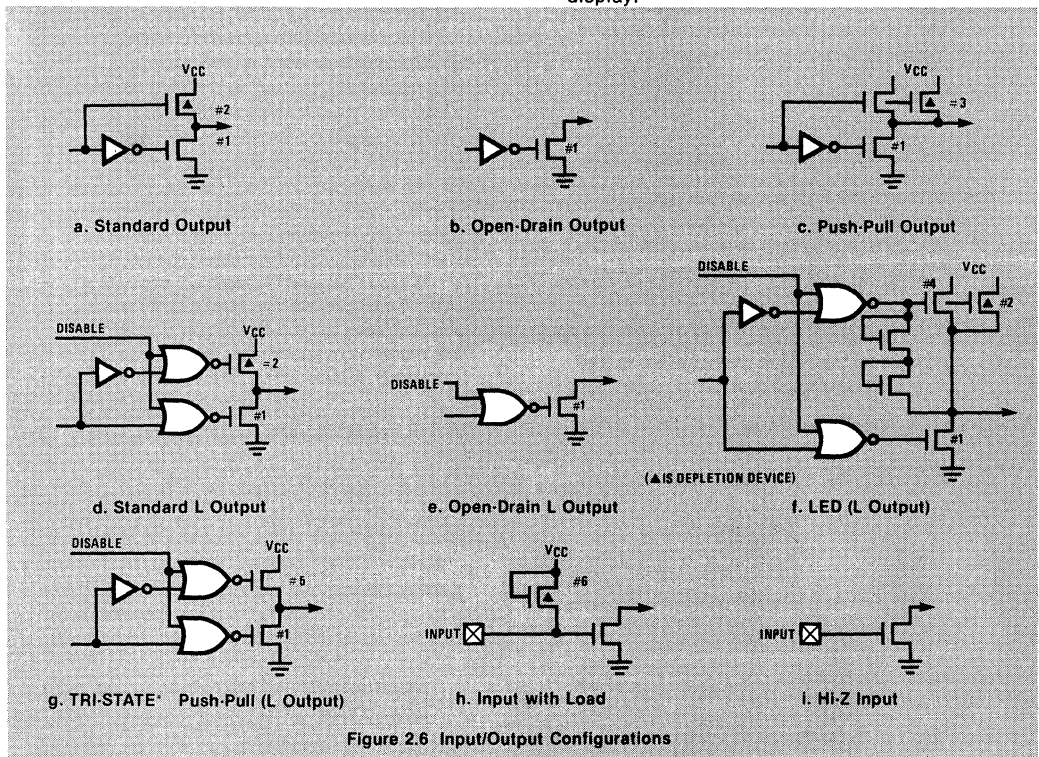 display.
VCC
#2
#1
a. Standard Output
#1
b. Open-Drain Output
VCC
=3
#1
c. Push-Pull Output
DISABLE
VCC
=2
#1
d. Standard L Output
DISABLE
#1
e. Open-Drain L Output
DISABLE
#4
VCC
#2
#1
(▲IS DEPLETION DEVICE)
f. LED (L Output)
DISABLE
VCC
#5
#1
g. TRI-STATE· Push-Pull (L Output)
VCC
#6
INPUT
h. Input with Load
INPUT
i. Hi-Z Input
Figure 2.6 Input/Output Configurations